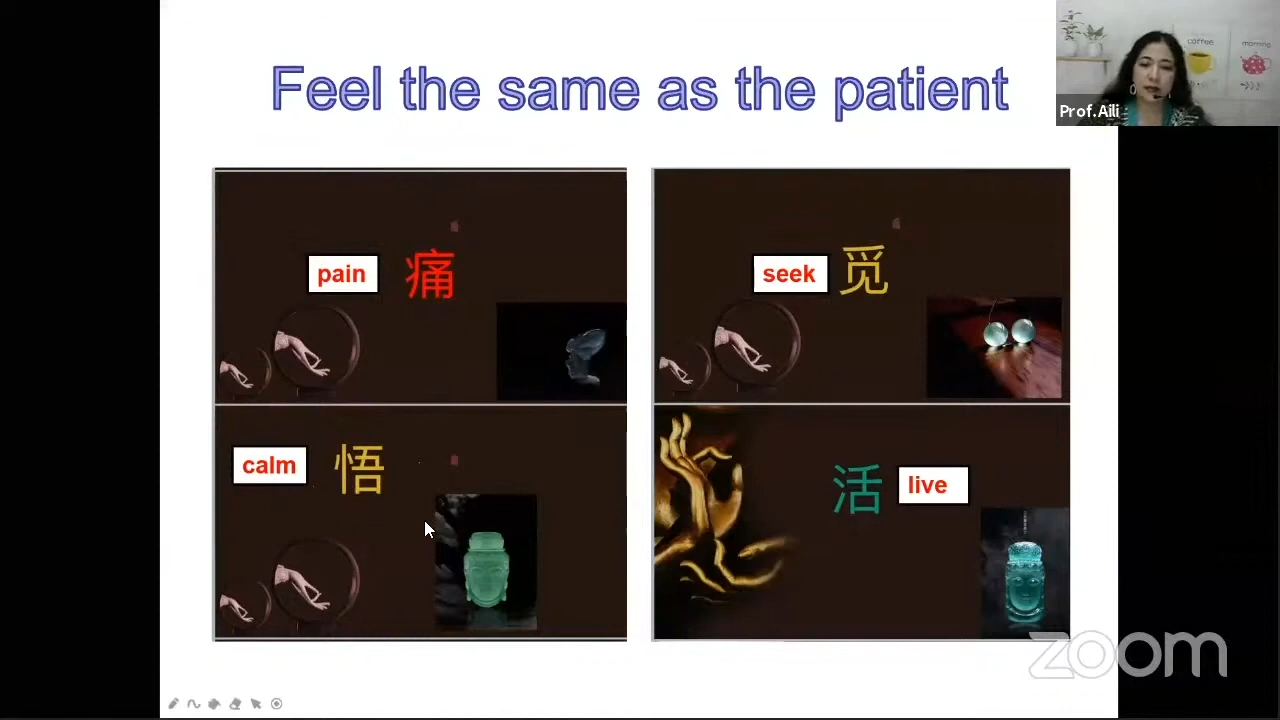 Feel the same as the patient
coffee
morning
Prof.Aili
pain 痛
seek 觅
calm 悟
活 live
zoom